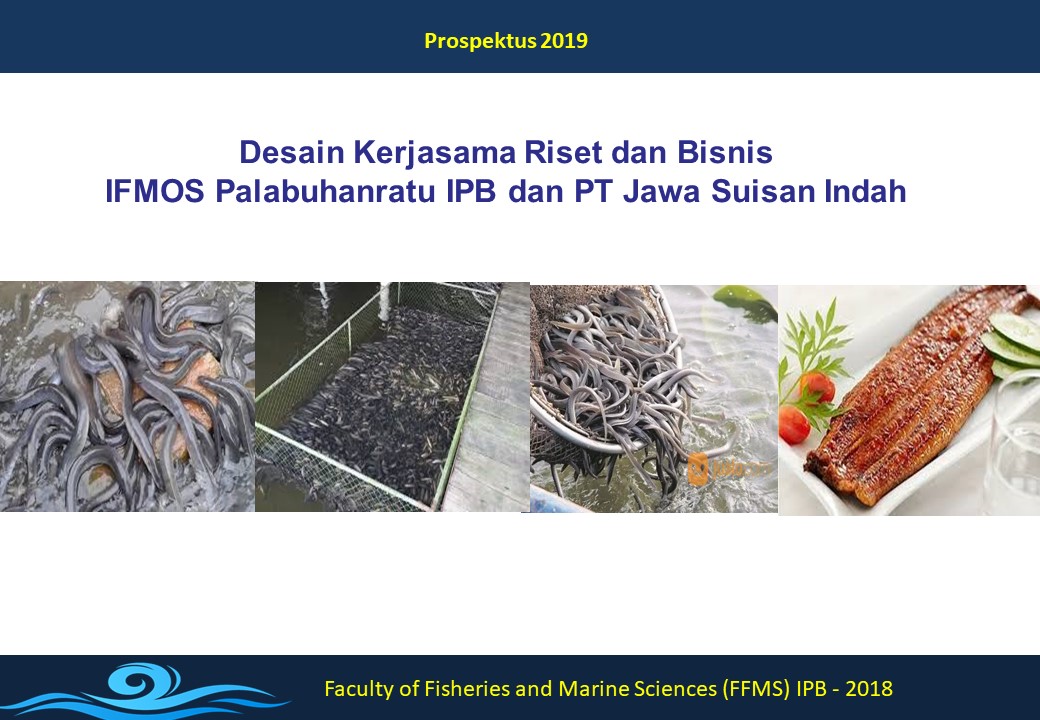 Prospektus 2019
Desain Kerjasama Riset dan Bisnis
IFMOS Palabuhanratu IPB dan PT Jawa Suisan Indah
Faculty of Fisheries and Marine Sciences (FFMS) IPB - 2018